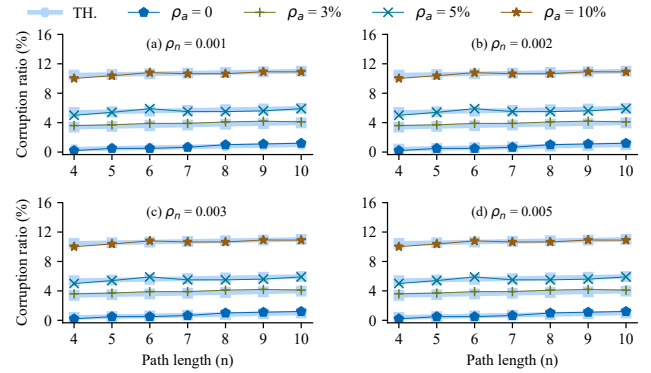 TH. ρₐ = 0 ρₐ = 3% ρₐ = 5% ρₐ = 10%
(a) ρₙ = 0.001
(b) ρₙ = 0.002
Corruption ratio (%)
16
12
8
4
0
4 5 6 7 8 9 10
16
12
8
4
0
4 5 6 7 8 9 10
(c) ρₙ = 0.003
(d) ρₙ = 0.005
Corruption ratio (%)
16
12
8
4
0
4 5 6 7 8 9 10
Path length (n)
16
12
8
4
0
4 5 6 7 8 9 10
Path length (n)